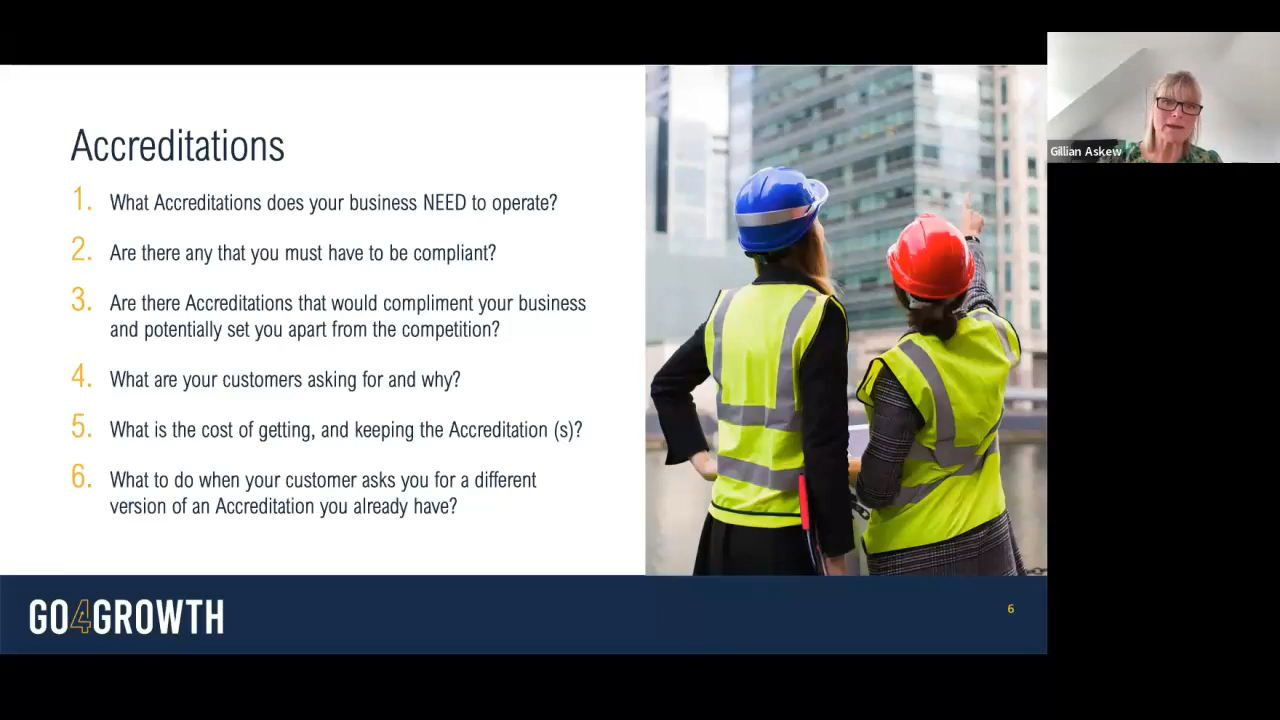 Accreditations
1. What Accreditations does your business NEED to operate?
2. Are there any that you must have to be compliant?
3. Are there Accreditations that would compliment your business
and potentially set you apart from the competition?
4. What are your customers asking for and why?
5. What is the cost of getting, and keeping the Accreditation (s)?
6. What to do when your customer asks you for a different
version of an Accreditation you already have?
GO4GROWTH
6
Gillian Askew